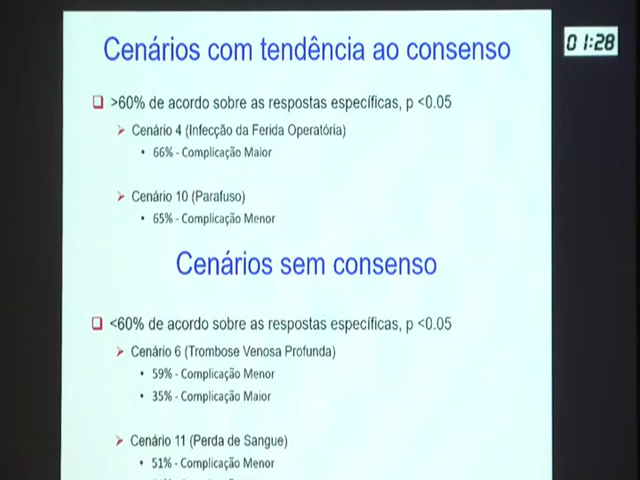 Cenários com tendência ao consenso
01:28
>60% de acordo sobre as respostas específicas, p <0.05
Cenário 4 (Infecção da Ferida Operatória)
• 66% - Complicação Maior
Cenário 10 (Parafuso)
• 65% - Complicação Menor
Cenários sem consenso
<60% de acordo sobre as respostas específicas, p <0.05
Cenário 6 (Trombose Venosa Profunda)
• 59% - Complicação Menor
• 35% - Complicação Maior
Cenário 11 (Perda de Sangue)
• 51% - Complicação Menor